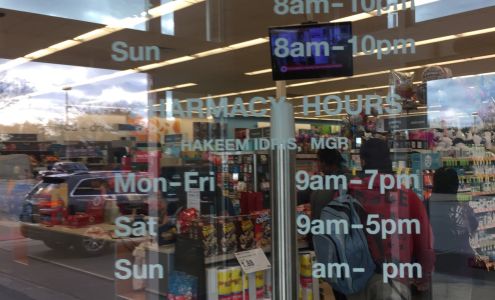 8am-10pm
Sun 8am-10pm
PHARMACY HOURS
HAKEEM IDRIS, MGR
Mon-Fri 9am-7pm
Sat 9am-5pm
Sun am- pm